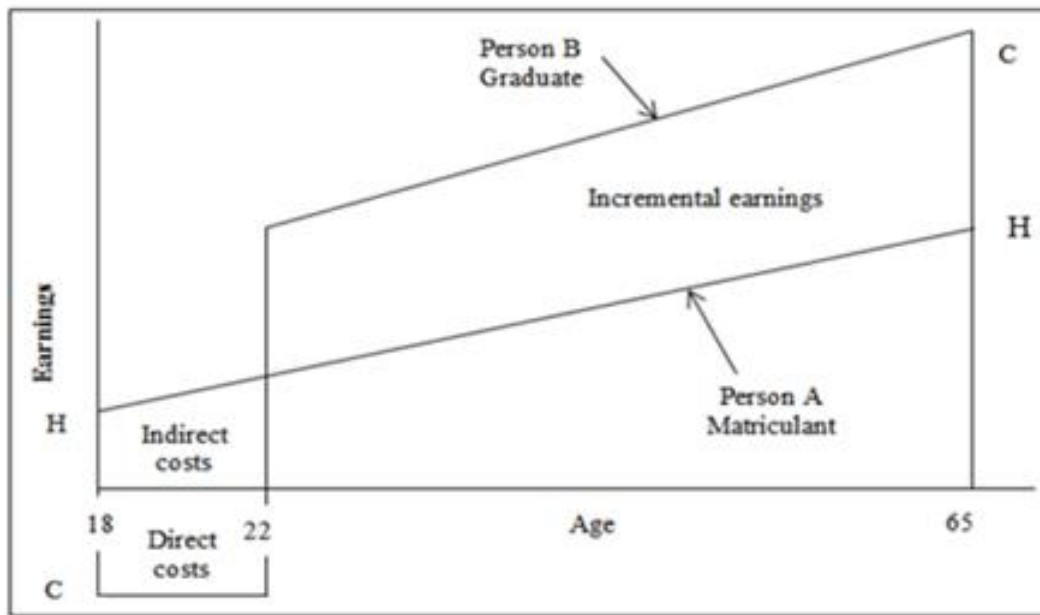 Person B
Graduate
C
Incremental earnings
H
Earnings
H
Indirect
costs
Person A
Matriculant
18
22
Age
65
Direct
costs
C